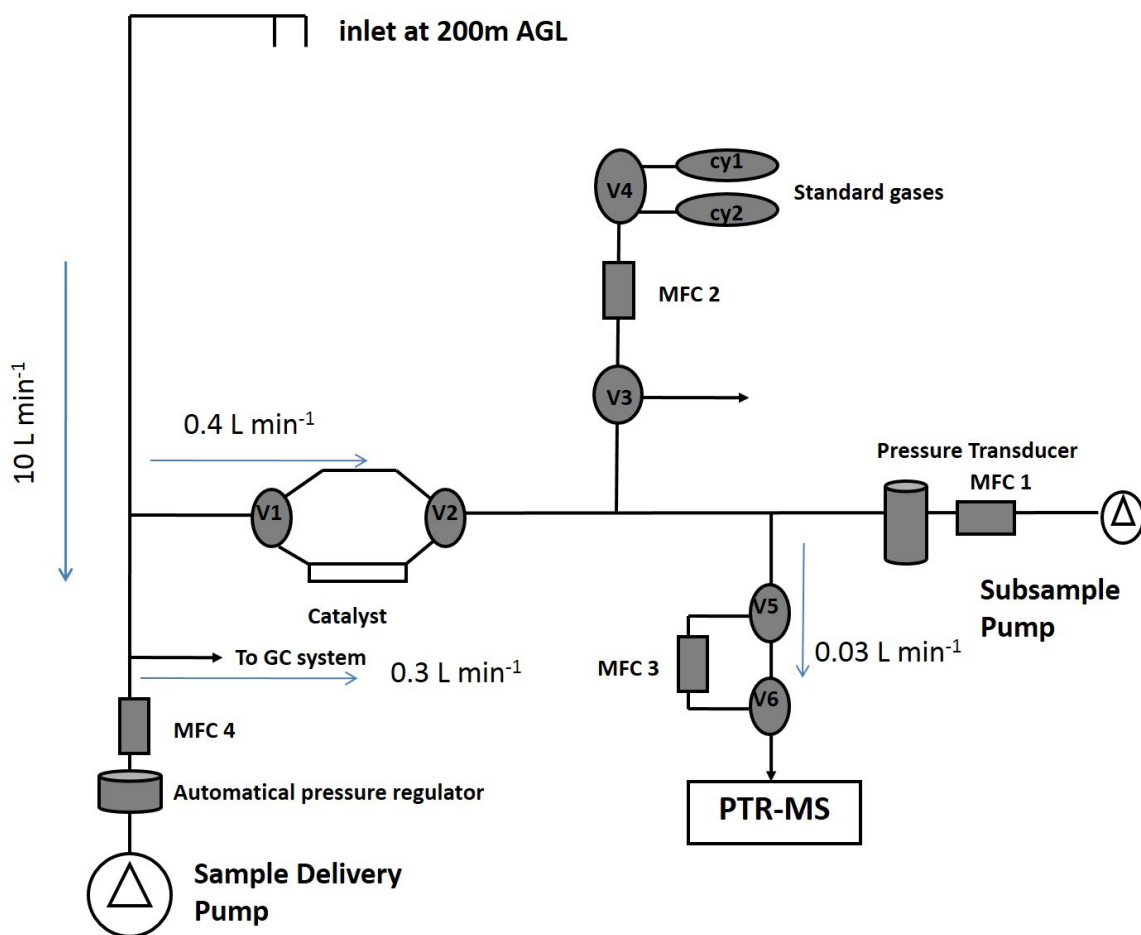 inlet at 200m AGL
cy1
V4
Standard gases
cy2
MFC 2
10 L min-1
V3
0.4 L min-1
Pressure Transducer
MFC 1
V1
V2
Subsample
Pump
Catalyst
V5
To GC system
0.3 L min-1
MFC 3
0.03 L min-1
V6
MFC 4
Automatical pressure regulator
PTR-MS
Sample Delivery
Pump